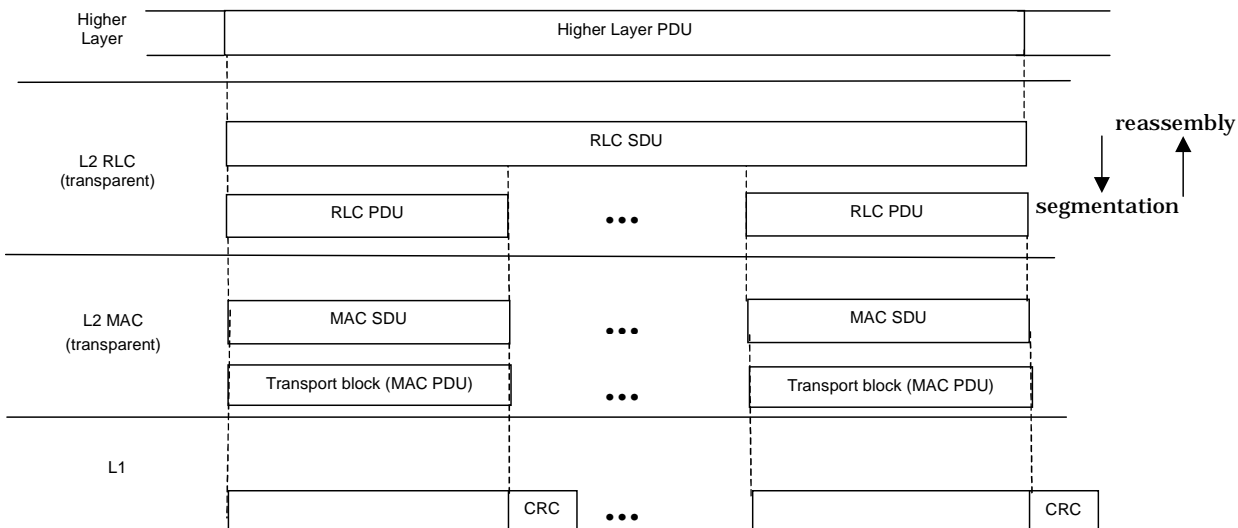 Higher
Layer
Higher Layer PDU
reassembly
RLC SDU
L2 RLC
(transparent)
RLC PDU
•••
RLC PDU
segmentation
L2 MAC
(transparent)
MAC SDU
•••
MAC SDU
Transport block (MAC PDU)
•••
Transport block (MAC PDU)
L1
CRC
•••
CRC